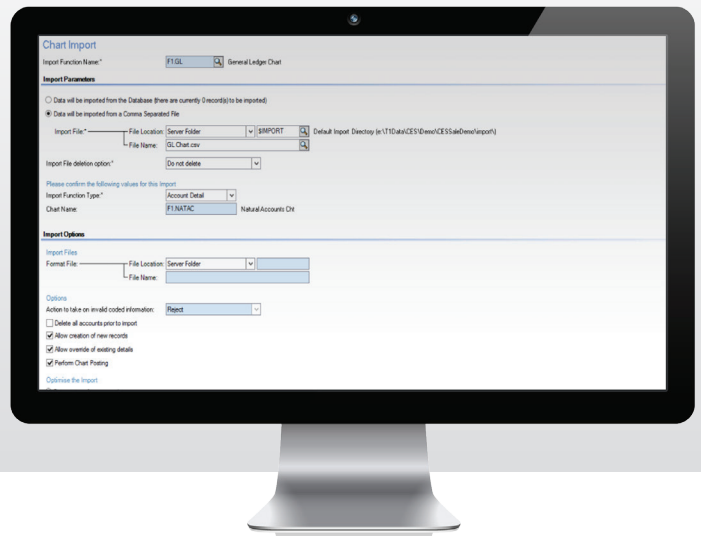 Chart Import
Import Function Name:* F1.GL General Ledger Chart
Import Parameters
Data will be imported from the Database (there are currently 0 record(s) to be imported)
Data will be imported from a Comma Separated File
Import File:* File Location: Server Folder $IMPORT Default Import Directory (e:\T1Data\CES\Demo\CESSaleDemo\import\)
File Name: GL Chart.csv
Import File deletion option:* Do not delete
Please confirm the following values for this Import
Import Function Type:* Account Detail
Chart Name: F1.NATAC Natural Accounts Cht
Import Options
Import Files
Format File: File Location: Server Folder
File Name:
Options
Action to take on invalid coded information: Reject
Delete all accounts prior to import
Allow creation of new records
Allow override of existing details
Perform Chart Posting
Optimise the Import